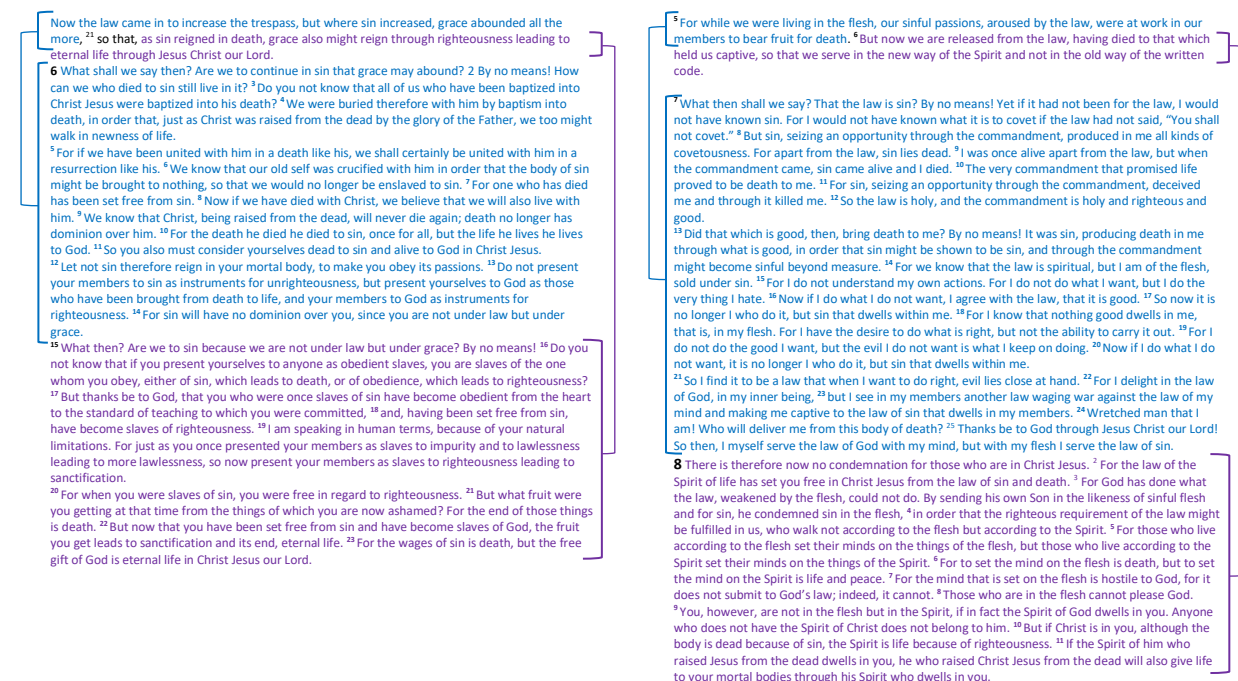 Now the law came in to increase the trespass, but where sin increased, grace abounded all the
more, 21 so that, as sin reigned in death, grace also might reign through righteousness leading to
eternal life through Jesus Christ our Lord.
6 What shall we say then? Are we to continue in sin that grace may abound? 2 By no means! How
can we who died to sin still live in it? 3 Do you not know that all of us who have been baptized into
Christ Jesus were baptized into his death? 4 We were buried therefore with him by baptism into
death, in order that, just as Christ was raised from the dead by the glory of the Father, we too might
walk in newness of life.
5 For if we have been united with him in a death like his, we shall certainly be united with him in a
resurrection like his. 6 We know that our old self was crucified with him in order that the body of sin
might be brought to nothing, so that we would no longer be enslaved to sin. 7 For one who has died
has been set free from sin. 8 Now if we have died with Christ, we believe that we will also live with
him. 9 We know that Christ, being raised from the dead, will never die again; death no longer has
dominion over him. 10 For the death he died he died to sin, once for all, but the life he lives he lives
to God. 11 So you also must consider yourselves dead to sin and alive to God in Christ Jesus.
12 Let not sin therefore reign in your mortal body, to make you obey its passions. 13 Do not present
your members to sin as instruments for unrighteousness, but present yourselves to God as those
who have been brought from death to life, and your members to God as instruments for
righteousness. 14 For sin will have no dominion over you, since you are not under law but under
grace.
15 What then? Are we to sin because we are not under law but under grace? By no means! 16 Do you
not know that if you present yourselves to anyone as obedient slaves, you are slaves of the one
whom you obey, either of sin, which leads to death, or of obedience, which leads to righteousness?
17 But thanks be to God, that you who were once slaves of sin have become obedient from the heart
to the standard of teaching to which you were committed, 18 and, having been set free from sin,
have become slaves of righteousness. 19 I am speaking in human terms, because of your natural
limitations. For just as you once presented your members as slaves to impurity and to lawlessness
leading to more lawlessness, so now present your members as slaves to righteousness leading to
sanctification.
20 For when you were slaves of sin, you were free in regard to righteousness. 21 But what fruit were
you getting at that time from the things of which you are now ashamed? For the end of those things
is death. 22 But now that you have been set free from sin and have become slaves of God, the fruit
you get leads to sanctification and its end, eternal life. 23 For the wages of sin is death, but the free
gift of God is eternal life in Christ Jesus our Lord.
5 For while we were living in the flesh, our sinful passions, aroused by the law, were at work in our
members to bear fruit for death. 6 But now we are released from the law, having died to that which
held us captive, so that we serve in the new way of the Spirit and not in the old way of the written
code.
7 What then shall we say? That the law is sin? By no means! Yet if it had not been for the law, I would
not have known sin. For I would not have known what it is to covet if the law had not said, “You shall
not covet.” 8 But sin, seizing an opportunity through the commandment, produced in me all kinds of
covetousness. For apart from the law, sin lies dead. 9 I was once alive apart from the law, but when
the commandment came, sin came alive and I died. 10 The very commandment that promised life
proved to be death to me. 11 For sin, seizing an opportunity through the commandment, deceived
me and through it killed me. 12 So the law is holy, and the commandment is holy and righteous and
good.
13 Did that which is good, then, bring death to me? By no means! It was sin, producing death in me
through what is good, in order that sin might be shown to be sin, and through the commandment
might become sinful beyond measure. 14 For we know that the law is spiritual, but I am of the flesh,
sold under sin. 15 For I do not understand my own actions. For I do not do what I want, but I do the
very thing I hate. 16 Now if I do what I do not want, I agree with the law, that it is good. 17 So now it is
no longer I who do it, but sin that dwells within me. 18 For I know that nothing good dwells in me,
that is, in my flesh. For I have the desire to do what is right, but not the ability to carry it out. 19 For I
do not do the good I want, but the evil I do not want is what I keep on doing. 20 Now if I do what I do not
want, it is no longer I who do it, but sin that dwells within me.
21 So I find it to be a law that when I want to do right, evil lies close at hand. 22 For I delight in the law
of God, in my inner being, 23 but I see in my members another law waging war against the law of my
mind and making me captive to the law of sin that dwells in my members. 24 Wretched man that I
am! Who will deliver me from this body of death? 25 Thanks be to God through Jesus Christ our Lord!
So then, I myself serve the law of God with my mind, but with my flesh I serve the law of sin.
8 There is therefore now no condemnation for those who are in Christ Jesus. 2 For the law of the
Spirit of life has set you free in Christ Jesus from the law of sin and death. 3 For God has done what
the law, weakened by the flesh, could not do. By sending his own Son in the likeness of sinful flesh
and for sin, he condemned sin in the flesh, 4 in order that the righteous requirement of the law might
be fulfilled in us, who walk not according to the flesh but according to the Spirit. 5 For those who live
according to the flesh set their minds on the things of the flesh, but those who live according to the
Spirit set their minds on the things of the Spirit. 6 For to set the mind on the flesh is death, but to set
the mind on the Spirit is life and peace. 7 For the mind that is set on the flesh is hostile to God, for it
does not submit to God’s law; indeed, it cannot. 8 Those who are in the flesh cannot please God.
9 You, however, are not in the flesh but in the Spirit, if in fact the Spirit of God dwells in you. Anyone
who does not have the Spirit of Christ does not belong to him. 10 But if Christ is in you, although the
body is dead because of sin, the Spirit is life because of righteousness. 11 If the Spirit of him who
raised Jesus from the dead dwells in you, he who raised Christ Jesus from the dead will also give life
to your mortal bodies through his Spirit who dwells in you.